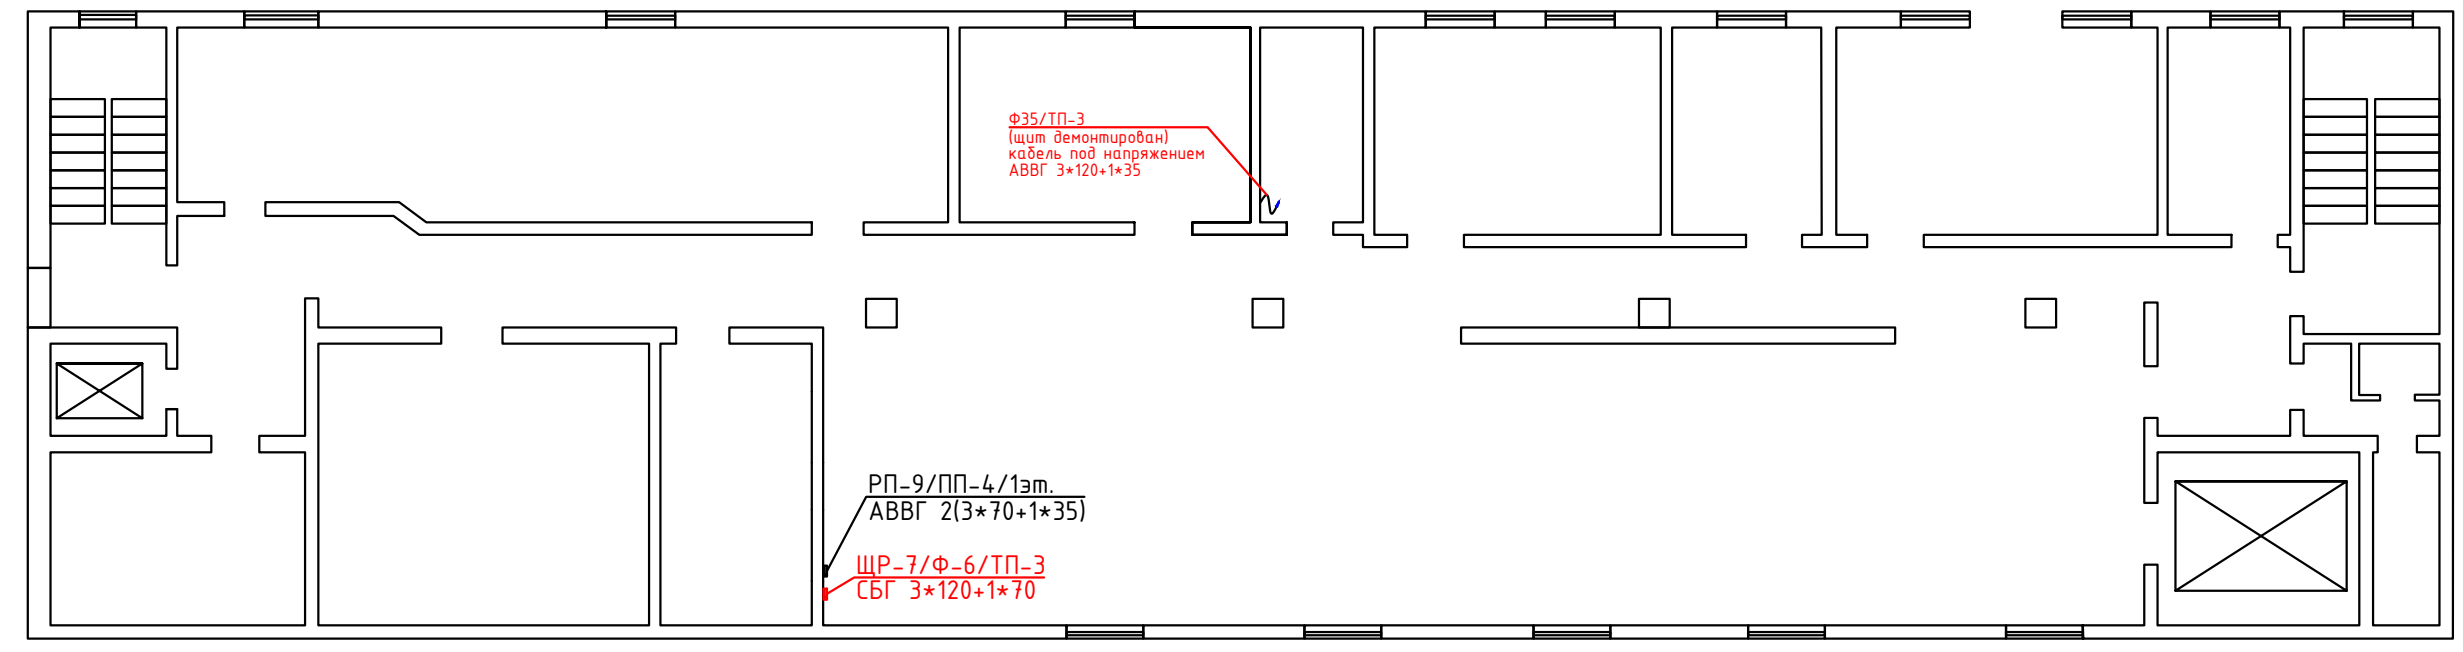 Ф35/ТП-3
(щит демонтирован)
кабель под напряжением
АВВГ 3*120+1*35
РП-9/ПП-4/1эт.
АВВГ 2(3*70+1*35)
ЩР-7/Ф-6/ТП-3
СБГ 3*120+1*70